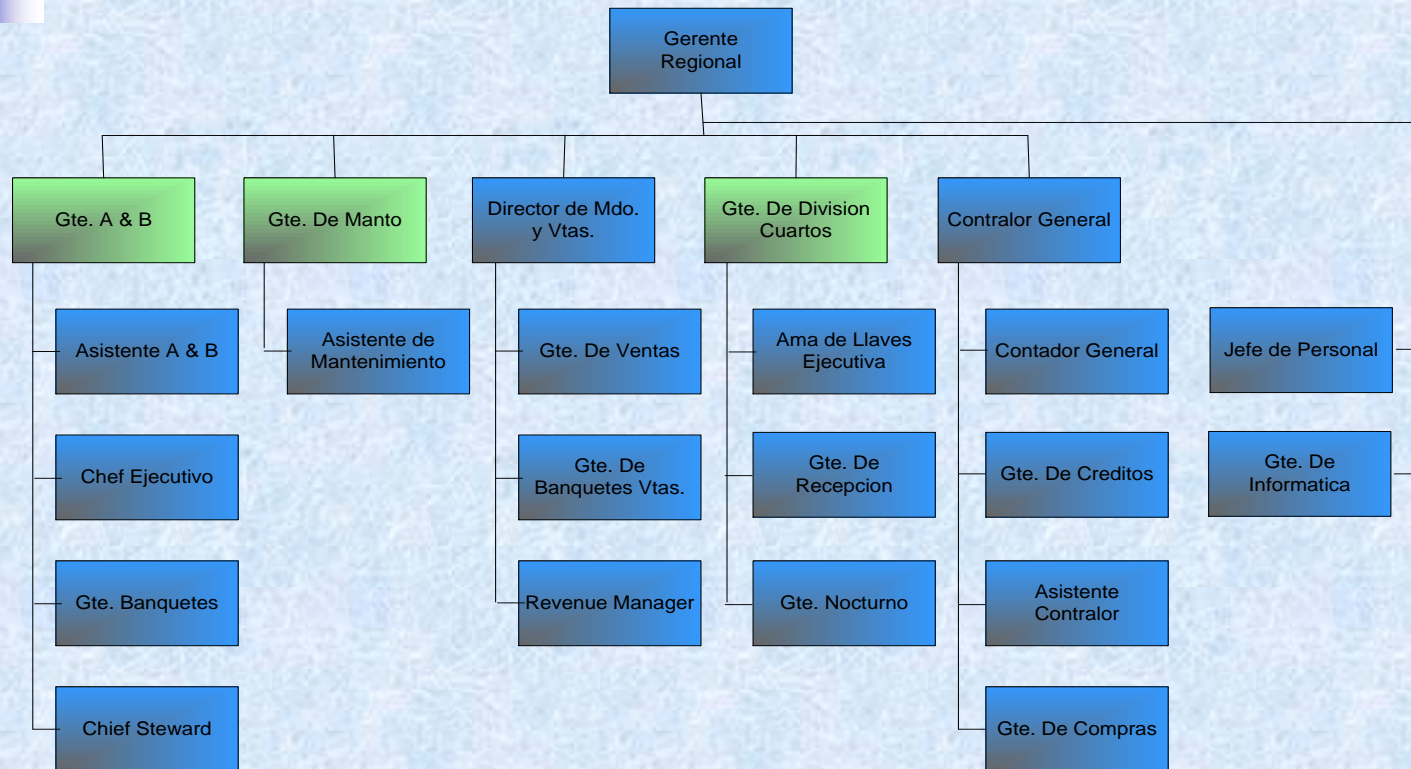 Gerente
Regional
Gte. A & B
Gte. De Manto
Director de Mdo.
y Vtas.
Gte. De Division
Cuartos
Contralor General
Asistente A & B
Asistente de
Mantenimiento
Gte. De Ventas
Ama de Llaves
Ejecutiva
Contador General
Jefe de Personal
Chef Ejecutivo
Gte. De
Banquetes Vtas.
Gte. De
Recepcion
Gte. De Creditos
Gte. De
Informatica
Gte. Banquetes
Revenue Manager
Gte. Nocturno
Asistente
Contralor
Chief Steward
Gte. De Compras